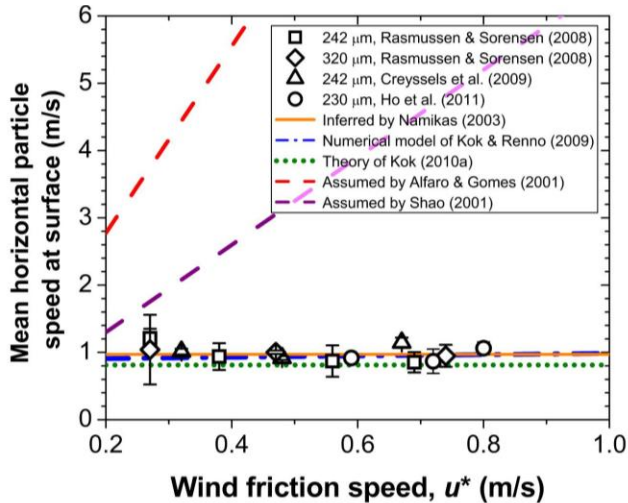 6
5
4
3
2
1
0
0.2
0.4
0.6
0.8
1.0
Mean horizontal particle
speed at surface (m/s)
Wind friction speed, u* (m/s)
242 μm, Rasmussen & Sorensen (2008)
320 μm, Rasmussen & Sorensen (2008)
242 μm, Creyssels et al. (2009)
230 μm, Ho et al. (2011)
Inferred by Namikas (2003)
Numerical model of Kok & Renno (2009)
Theory of Kok (2010a)
Assumed by Alfaro & Gomes (2001)
Assumed by Shao (2001)